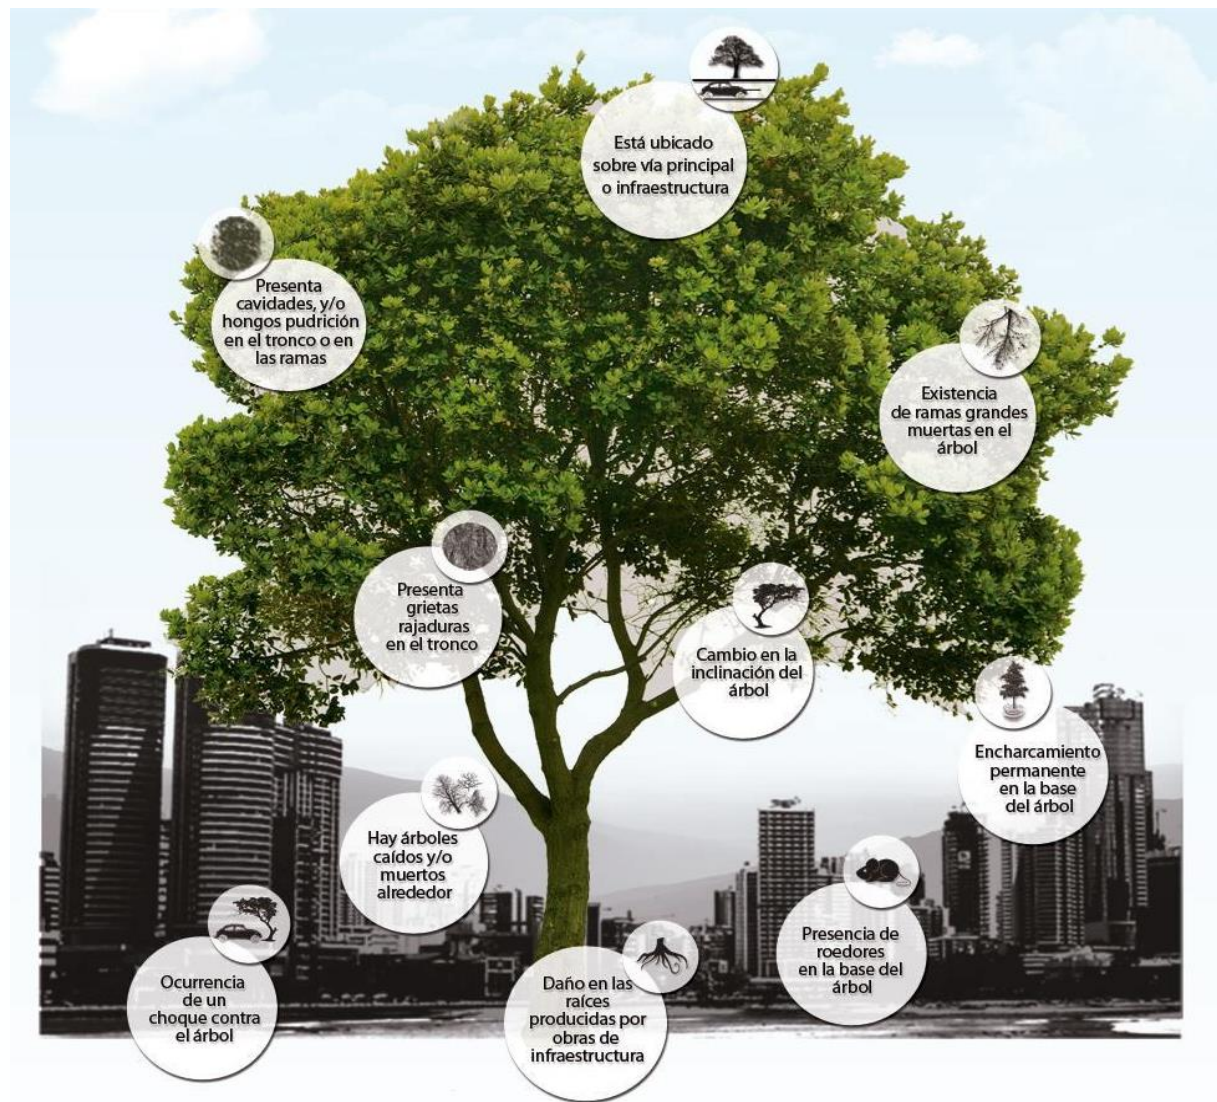 Está ubicado
sobre vía principal
o infraestructura
Presenta
cavidades, y/o
hongos pudrición
en el tronco o en
las ramas
Existencia
de ramas grandes
muertas en el
árbol
Presenta
grietas
rajaduras
en el tronco
Cambio en la
inclinación del
árbol
Encharcamiento
permanente
en la base
del árbol
Hay árboles
caídos y/o
muertos
alrededor
Presencia de
roedores
en la base del
árbol
Ocurrencia
de un
choque contra
el árbol
Daño en las
raíces
producidas por
obras de
infraestructura